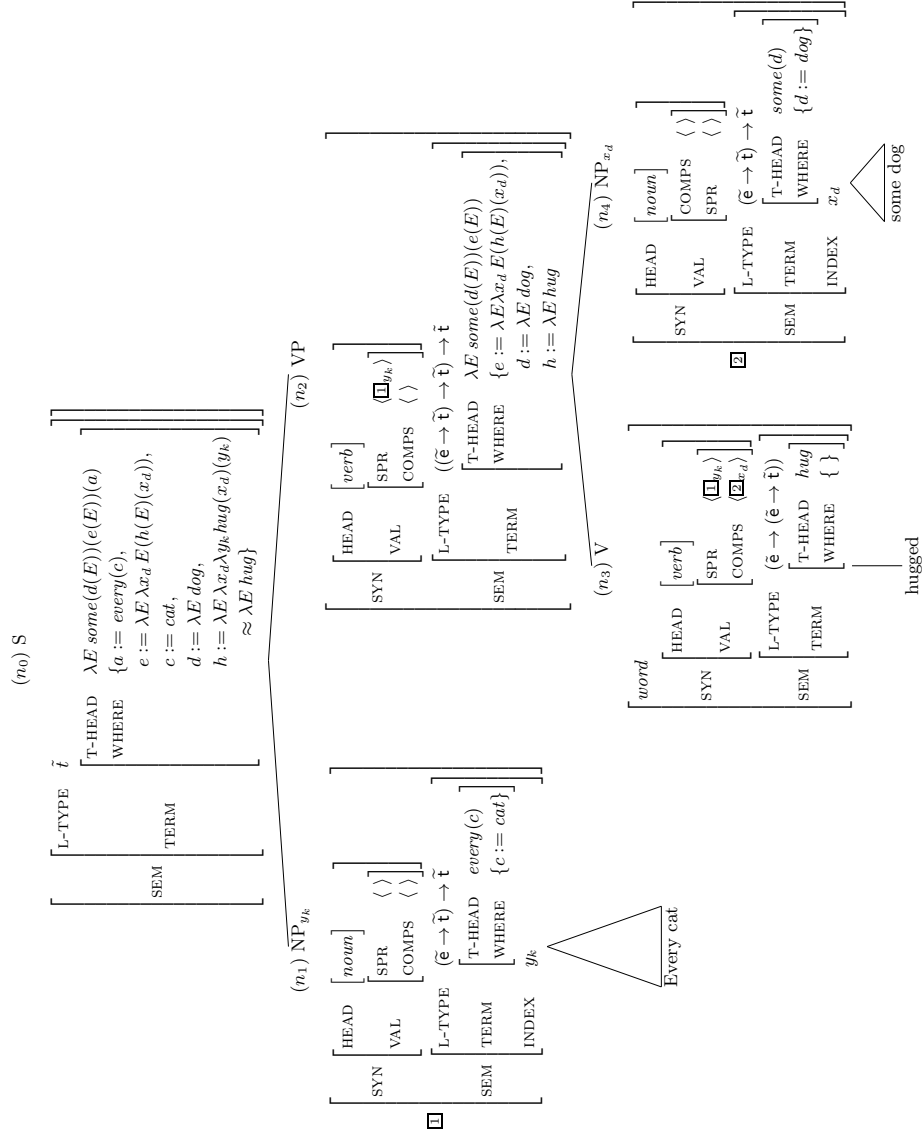 (n₀) S
L-TYPE t̃
SEM TERM T-HEAD λE some(d(E))(e(E))(a)
WHERE {a := every(c),
e := λE λx_d E(h(E)(x_d)),
c := cat,
d := λE dog,
h := λE λx_d λy_k hug(x_d)(y_k)
≈ λE hug}
(n₁) NP_{y_k}
1
SYN HEAD [noun]
VAL SPR ⟨ ⟩
COMPS ⟨ ⟩
SEM L-TYPE (ẽ → t̃) → t̃
TERM T-HEAD every(c)
WHERE {c := cat}
INDEX y_k
Every cat
(n₂) VP
SYN HEAD [verb]
VAL SPR ⟨1_{y_k}⟩
COMPS ⟨ ⟩
SEM L-TYPE ((ẽ → t̃) → t̃) → t̃
TERM T-HEAD λE some(d(E))(e(E))
WHERE {e := λEλx_d E(h(E)(x_d)),
d := λE dog,
h := λE hug
(n₃) V
word
SYN HEAD [verb]
VAL SPR ⟨1_{y_k}⟩
COMPS ⟨2_{x_d}⟩
SEM L-TYPE (ẽ → (ẽ → t̃))
TERM T-HEAD hug
WHERE { }
hugged
(n₄) NP_{x_d}
2
SYN HEAD [noun]
VAL COMPS ⟨ ⟩
SPR ⟨ ⟩
SEM L-TYPE (ẽ → t̃) → t̃
TERM T-HEAD some(d)
WHERE {d := dog}
INDEX x_d
some dog